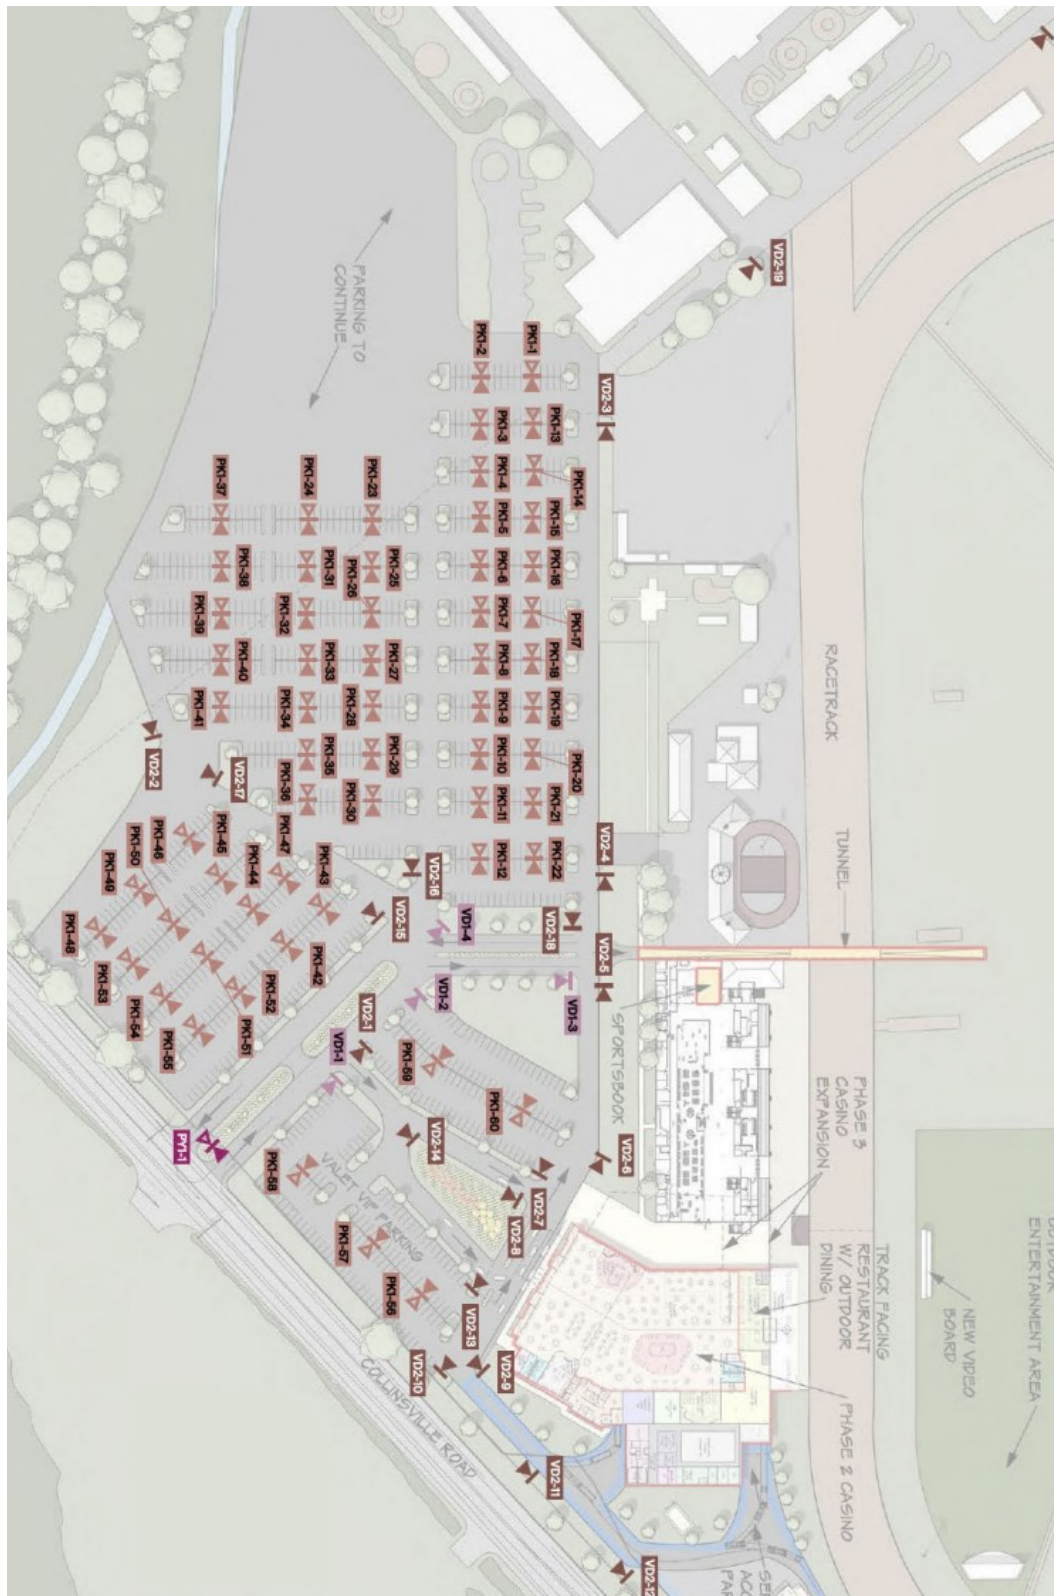 VD2-19
PARKING TO
CONTINUE
PK1-2
PK1-1
VD2-3
PK1-3
PK1-13
PK1-37
PK1-24
PK1-23
PK1-4
PK1-14
PK1-5
PK1-15
PK1-38
PK1-31
PK1-26
PK1-25
PK1-6
PK1-16
PK1-39
PK1-32
PK1-7
PK1-17
PK1-40
PK1-33
PK1-27
PK1-8
PK1-18
RACETRACK
PK1-41
PK1-34
PK1-28
PK1-9
PK1-19
VD2-2
VD2-17
PK1-36
PK1-35
PK1-29
PK1-10
PK1-20
PK1-30
PK1-11
PK1-21
PK1-50
PK1-46
PK1-45
PK1-47
PK1-49
PK1-44
PK1-43
VD2-16
PK1-12
VD2-4
PK1-22
TUNNEL
PK1-48
VD2-15
VD1-4
VD2-18
PK1-53
PK1-42
VD2-5
PK1-54
PK1-52
PK1-55
PK1-51
VD2-1
VD1-2
VD1-3
VD1-1
SPORTSBOOK
PK1-59
PK1-60
PHASE 3
CASINO
EXPANSION
PY1-1
PK1-58
VD2-14
VD2-6
VALET VIP PARKING
VD2-7
VD2-8
PK1-57
PK1-56
VD2-13
VD2-10
VD2-9
COLLINSVILLE ROAD
TRACK FACING
RESTAURANT
W/ OUTDOOR
DINING
OUTDOOR
ENTERTAINMENT AREA
NEW VIDEO
BOARD
PHASE 2 CASINO
VD2-11